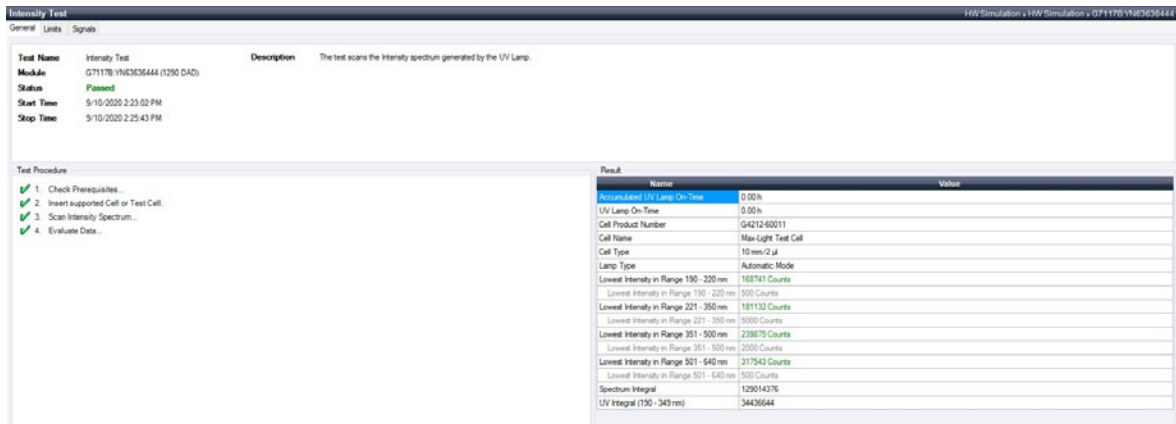 Intensity Test
HW Simulation » HW Simulation » G7117B:YN63636444
General Limits Signals
Test Name Intensity Test Description The test scans the Intensity spectrum generated by the UV Lamp.
Module G7117B:YN63636444 (1290 DAD)
Status Passed
Start Time 9/10/2020 2:23:02 PM
Stop Time 9/10/2020 2:25:43 PM
Test Procedure
1. Check Prerequisites...
2. Insert supported Cell or Test Cell.
3. Scan Intensity Spectrum...
4. Evaluate Data...
Result
Name Value
Accumulated UV Lamp On-Time 0.00 h
UV Lamp On-Time 0.00 h
Cell Product Number G4212-60011
Cell Name Max-Light Test Cell
Cell Type 10 mm/2 µl
Lamp Type Automatic Mode
Lowest Intensity in Range 190 - 220 nm 168741 Counts
Lowest Intensity in Range 190 - 220 nm 500 Counts
Lowest Intensity in Range 221 - 350 nm 181132 Counts
Lowest Intensity in Range 221 - 350 nm 5000 Counts
Lowest Intensity in Range 351 - 500 nm 239875 Counts
Lowest Intensity in Range 351 - 500 nm 2000 Counts
Lowest Intensity in Range 501 - 640 nm 317543 Counts
Lowest Intensity in Range 501 - 640 nm 500 Counts
Spectrum Integral 129014376
UV Integral (190 - 349 nm) 34436644